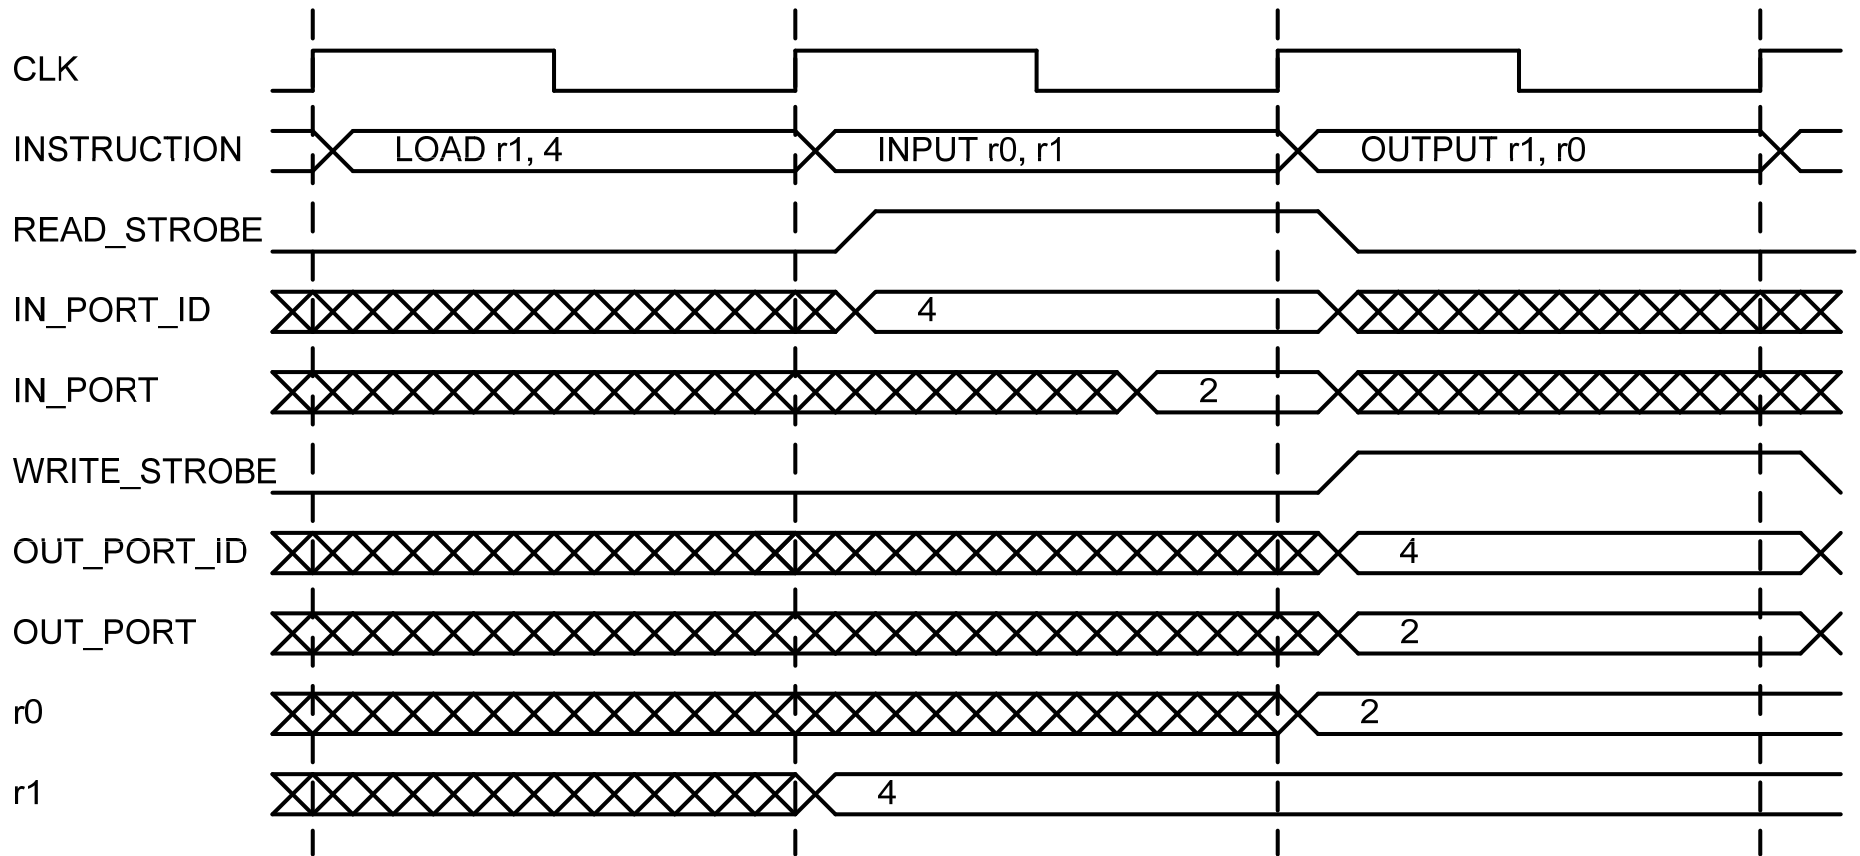 CLK
INSTRUCTION LOAD r1, 4 INPUT r0, r1 OUTPUT r1, r0
READ_STROBE
IN_PORT_ID 4
IN_PORT 2
WRITE_STROBE
OUT_PORT_ID 4
OUT_PORT 2
r0 2
r1 4